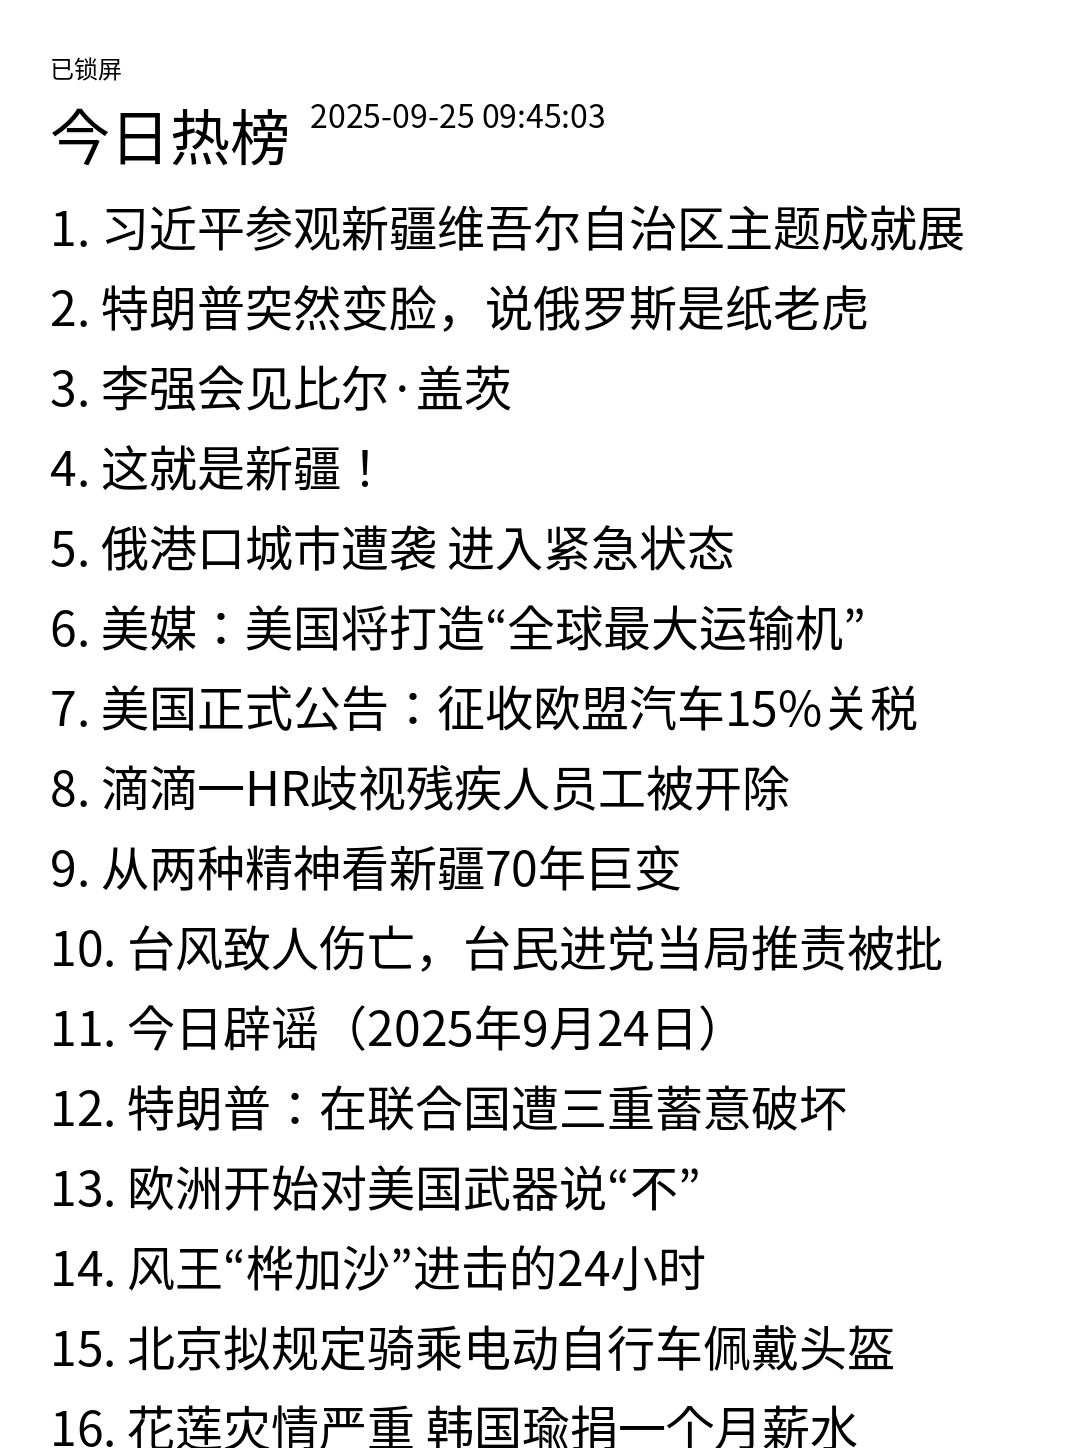 已锁屏
今日热榜 2025-09-25 09:45:03
1. 习近平参观新疆维吾尔自治区主题成就展
2. 特朗普突然变脸，说俄罗斯是纸老虎
3. 李强会见比尔·盖茨
4. 这就是新疆！
5. 俄港口城市遭袭 进入紧急状态
6. 美媒：美国将打造“全球最大运输机”
7. 美国正式公告：征收欧盟汽车15%关税
8. 滴滴一HR歧视残疾人员工被开除
9. 从两种精神看新疆70年巨变
10. 台风致人伤亡，台民进党当局推责被批
11. 今日辟谣（2025年9月24日）
12. 特朗普：在联合国遭三重蓄意破坏
13. 欧洲开始对美国武器说“不”
14. 风王“桦加沙”进击的24小时
15. 北京拟规定骑乘电动自行车佩戴头盔
16. 花莲灾情严重 韩国瑜捐一个月薪水